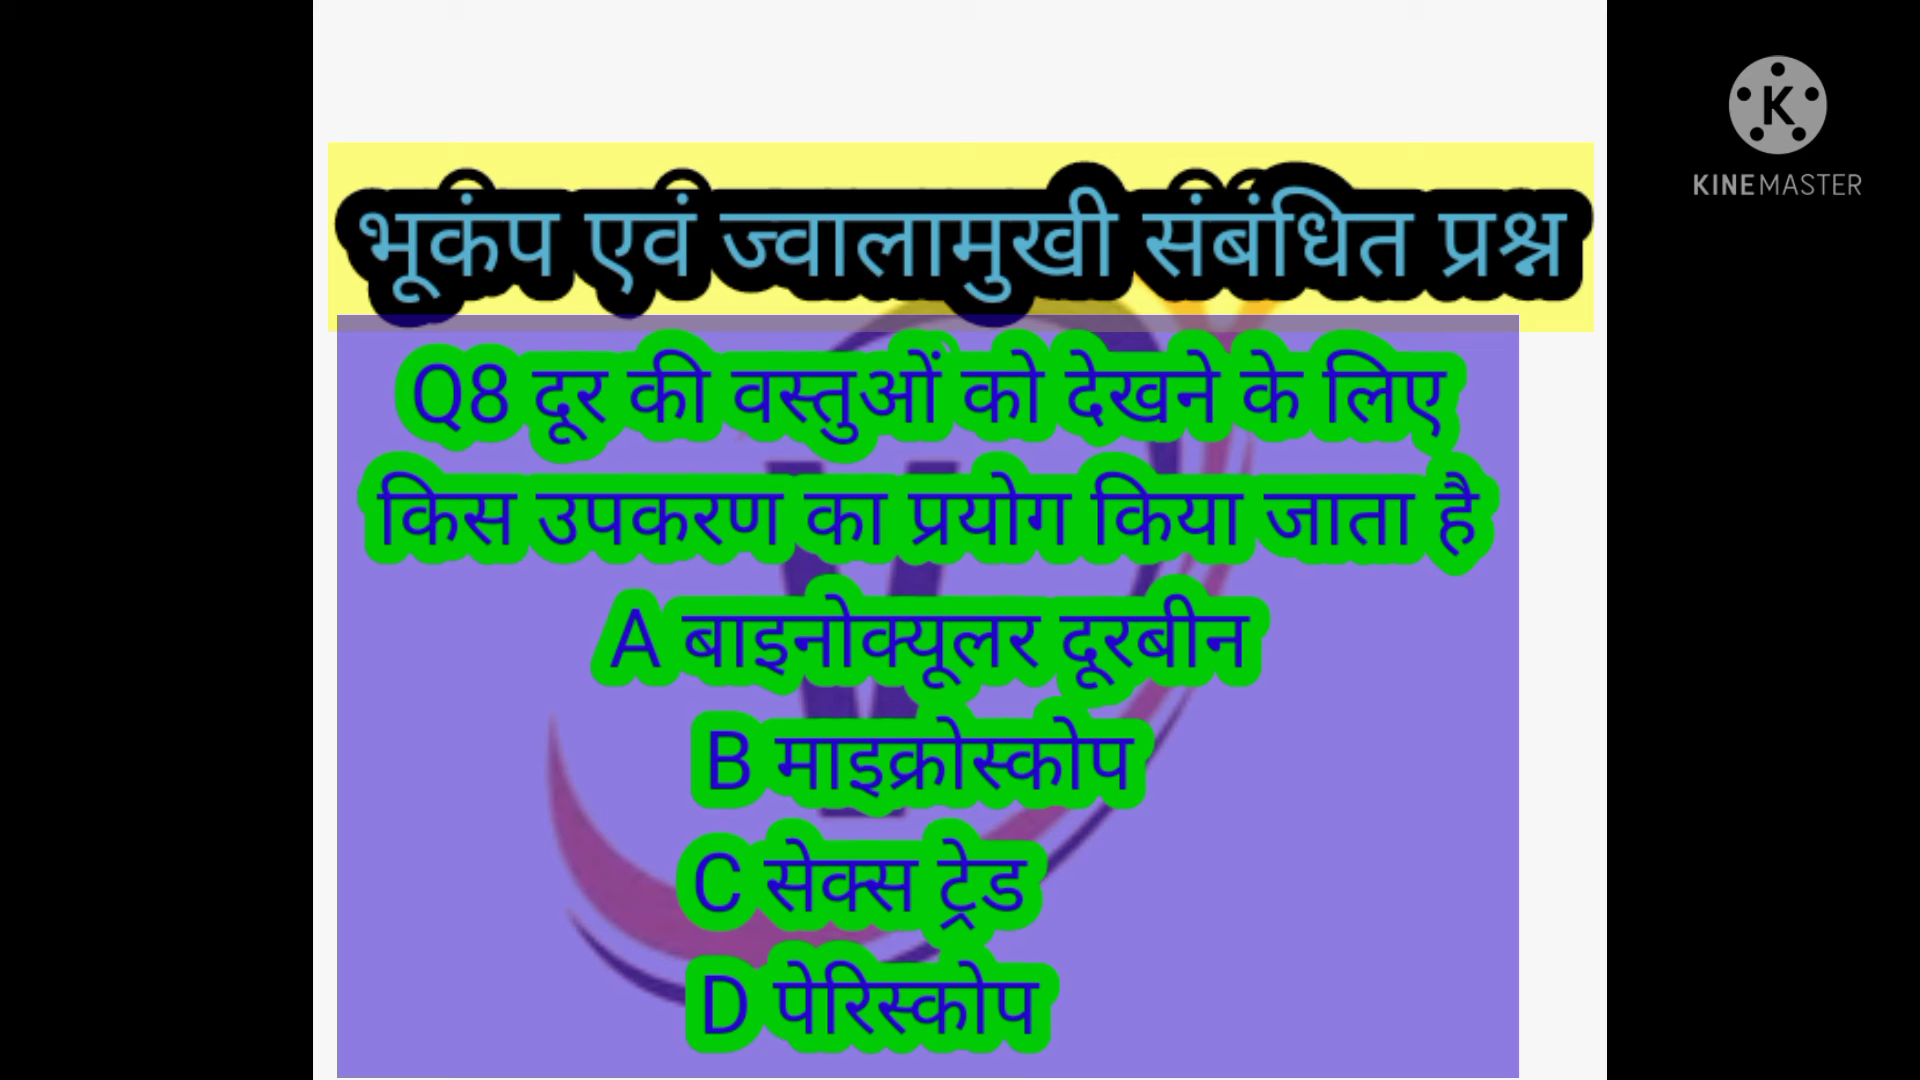 KINEMASTER
भूकंप एवं ज्वालामुखी संबंधित प्रश्न
Q8 दूर की वस्तुओं को देखने के लिए
किस उपकरण का प्रयोग किया जाता है
A बाइनोक्यूलर दूरबीन
B माइक्रोस्कोप
C सेक्स ट्रेड
D पेरिस्कोप